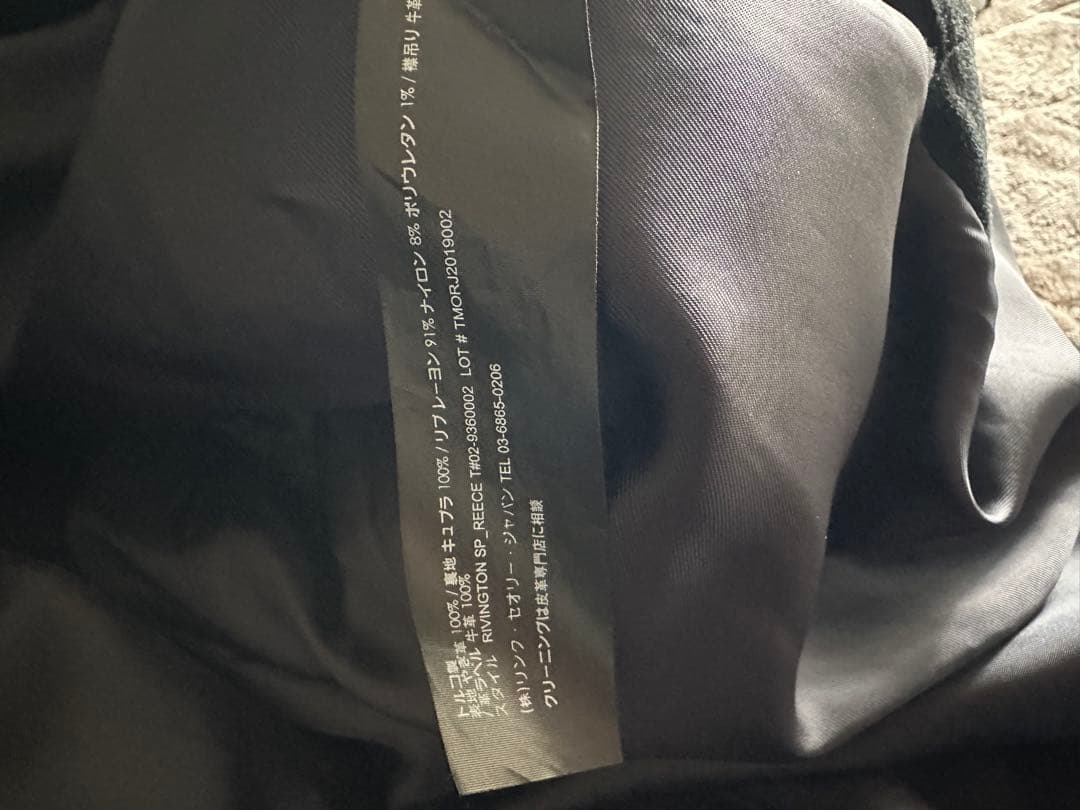 トルコ製
表地 やぎ革 100% / 裏地 キュプラ 100% / リブ レーヨン 91% ナイロン 8% ポリウレタン 1% / 襟吊り 牛革
/ 革ラベル 牛革 100%
スタイル RIVINGTON SP_REECE T#02-9360002 LOT # TMORJ2019002
(株)リンク・セオリー・ジャパン TEL 03-6865-0206
クリーニングは皮革専門店に相談